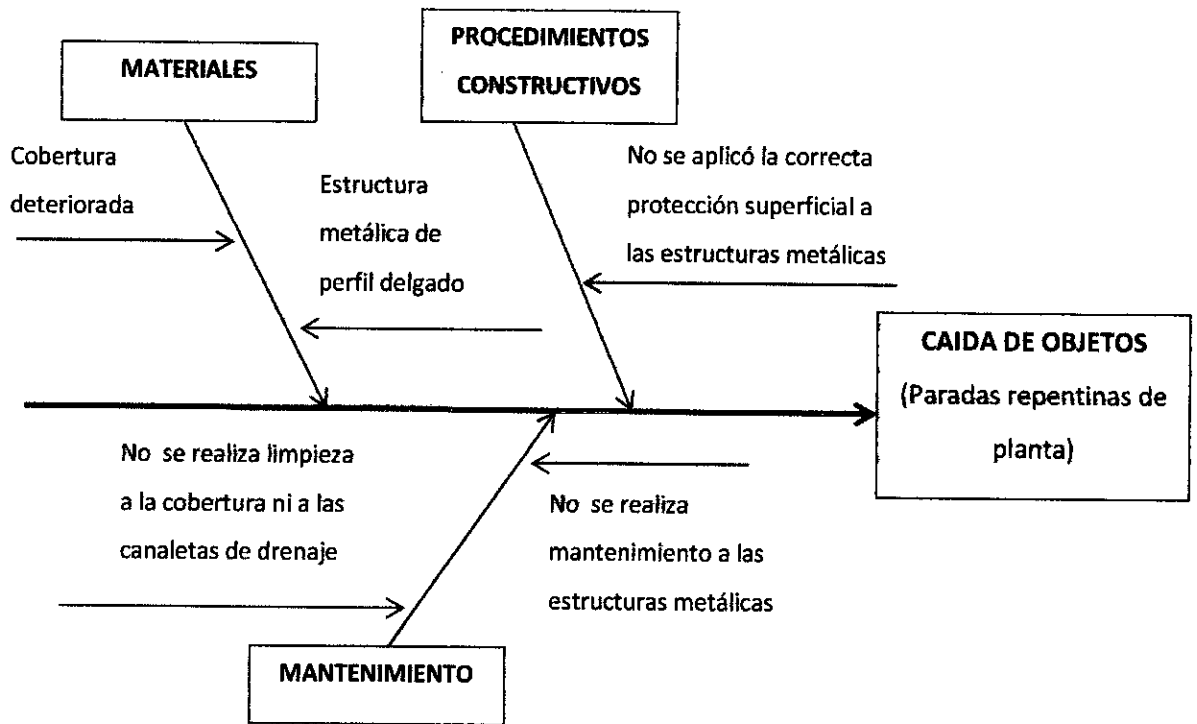 MATERIALES
PROCEDIMIENTOS
CONSTRUCTIVOS
Cobertura
deteriorada
Estructura
metálica de
perfil delgado
No se aplicó la correcta
protección superficial a
las estructuras metálicas
CAIDA DE OBJETOS
(Paradas repentinas de
planta)
No se realiza limpieza
a la cobertura ni a las
canaletas de drenaje
No se realiza
mantenimiento a las
estructuras metálicas
MANTENIMIENTO